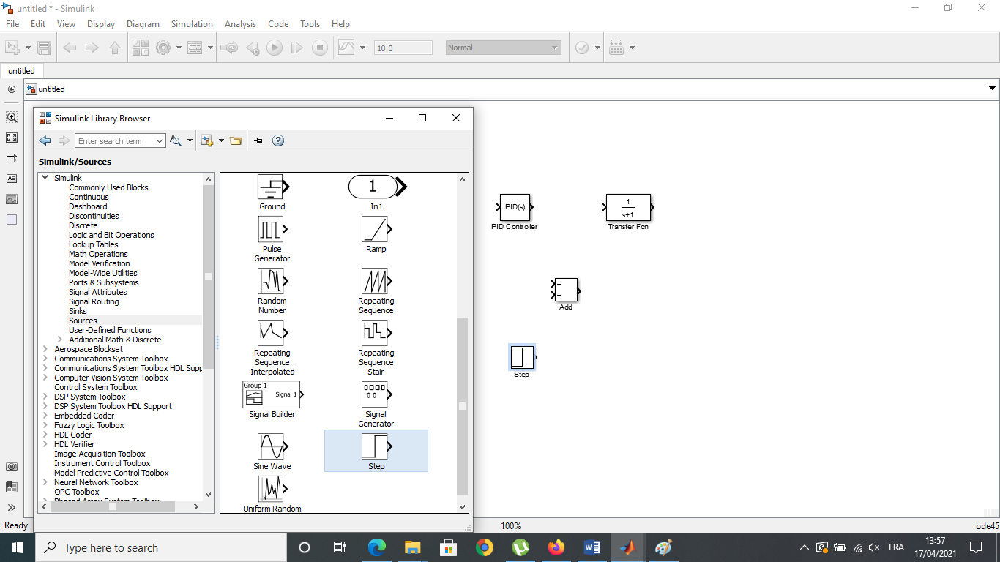 untitled * - Simulink
File Edit View Display Diagram Simulation Analysis Code Tools Help
10.0 Normal
untitled
untitled
Simulink Library Browser
Enter search term
Simulink/Sources
Simulink
Commonly Used Blocks
Continuous
Dashboard
Discontinuities
Discrete
Logic and Bit Operations
Lookup Tables
Math Operations
Model Verification
Model-Wide Utilities
Ports & Subsystems
Signal Attributes
Signal Routing
Sinks
Sources
User-Defined Functions
Additional Math & Discrete
Aerospace Blockset
Communications System Toolbox
Communications System Toolbox HDL Supp
Computer Vision System Toolbox
Control System Toolbox
DSP System Toolbox
DSP System Toolbox HDL Support
Embedded Coder
Fuzzy Logic Toolbox
HDL Coder
HDL Verifier
Image Acquisition Toolbox
Instrument Control Toolbox
Model Predictive Control Toolbox
Neural Network Toolbox
OPC Toolbox
Phased Array System Toolbox
1
Ground In1
Pulse
Generator
Ramp
Random
Number
Repeating
Sequence
Repeating
Sequence
Interpolated
Repeating
Sequence
Stair
Group 1
Signal 1
Signal Builder
Signal
Generator
Sine Wave Step
Uniform Random
PID(s)
PID Controller
1
s+1
Transfer Fcn
+
+
Add
Step
Ready 100% ode45
Type here to search
FRA
13:57
17/04/2021